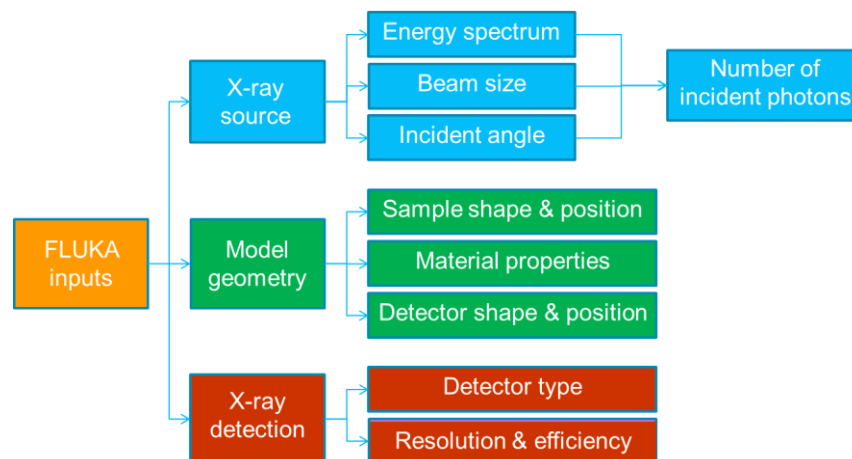 Energy spectrum
X-ray
source
Beam size
Number of
incident photons
Incident angle
Sample shape & position
FLUKA
inputs
Model
geometry
Material properties
Detector shape & position
X-ray
detection
Detector type
Resolution & efficiency